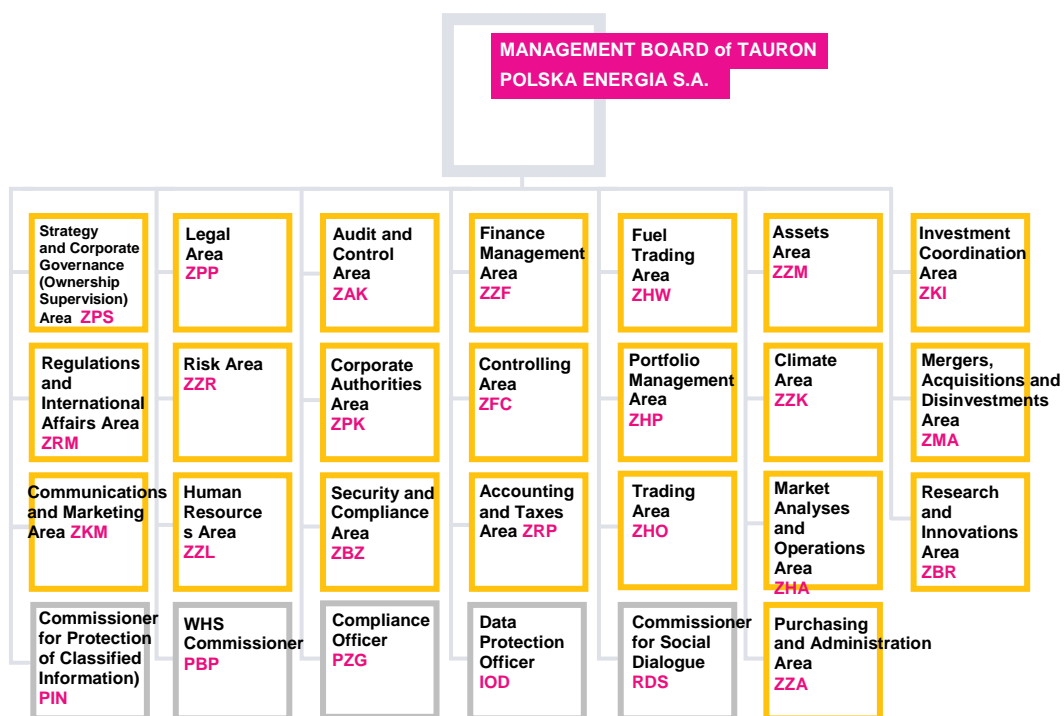 MANAGEMENT BOARD of TAURON
POLSKA ENERGIA S.A.
Strategy
and Corporate
Governance
(Ownership
Supervision)
Area ZPS
Legal
Area
ZPP
Audit and
Control
Area
ZAK
Finance
Management
Area
ZZF
Fuel
Trading
Area
ZHW
Assets
Area
ZZM
Investment
Coordination
Area
ZKI
Regulations
and
International
Affairs Area
ZRM
Risk Area
ZZR
Corporate
Authorities
Area
ZPK
Controlling
Area
ZFC
Portfolio
Management
Area
ZHP
Climate
Area
ZZK
Mergers,
Acquisitions and
Disinvestments
Area
ZMA
Communications
and Marketing
Area ZKM
Human
Resource
s Area
ZZL
Security and
Compliance
Area
ZBZ
Accounting
and Taxes
Area ZRP
Trading
Area
ZHO
Market
Analyses
and
Operations
Area
ZHA
Research
and
Innovations
Area
ZBR
Commissioner
for Protection
of Classified
Information)
PIN
WHS
Commissioner
PBP
Compliance
Officer
PZG
Data
Protection
Officer
IOD
Commissioner
for Social
Dialogue
RDS
Purchasing
and Administration
Area
ZZA